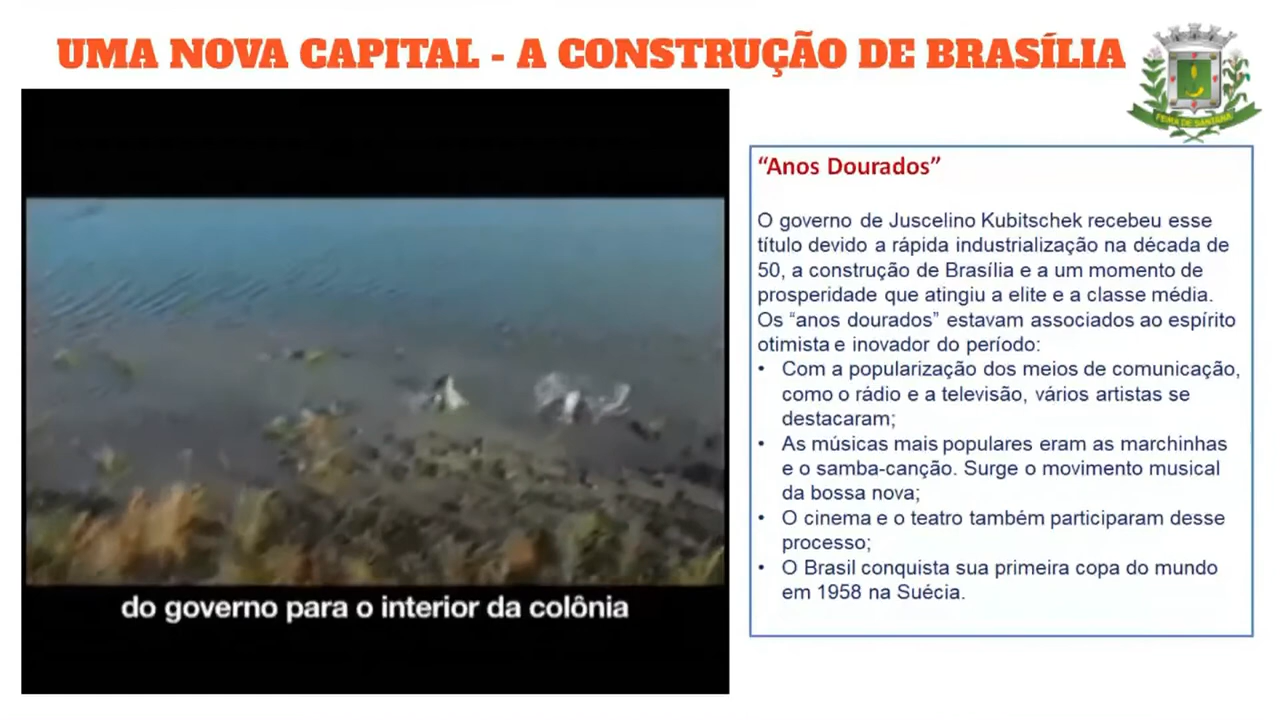 UMA NOVA CAPITAL - A CONSTRUÇÃO DE BRASÍLIA
FEIRA DE SANTANA
do governo para o interior da colônia
“Anos Dourados”
O governo de Juscelino Kubitschek recebeu esse
título devido a rápida industrialização na década de
50, a construção de Brasília e a um momento de
prosperidade que atingiu a elite e a classe média.
Os “anos dourados” estavam associados ao espírito
otimista e inovador do período:
• Com a popularização dos meios de comunicação,
como o rádio e a televisão, vários artistas se
destacaram;
• As músicas mais populares eram as marchinhas
e o samba-canção. Surge o movimento musical
da bossa nova;
• O cinema e o teatro também participaram desse
processo;
• O Brasil conquista sua primeira copa do mundo
em 1958 na Suécia.